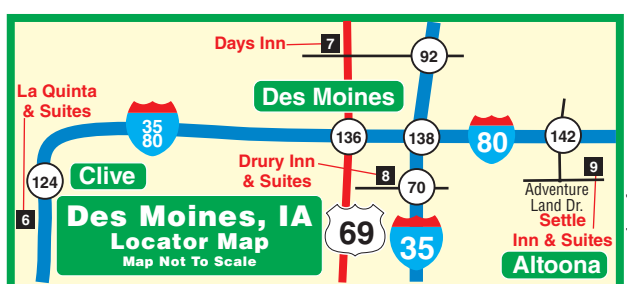 Days Inn
7
92
La Quinta
& Suites
Des Moines
35
80
136
138
80
142
Drury Inn
& Suites
8
70
9
124
Clive
Adventure
Land Dr.
6
Des Moines, IA
Locator Map
Map Not To Scale
69
35
Settle
Inn & Suites
Altoona